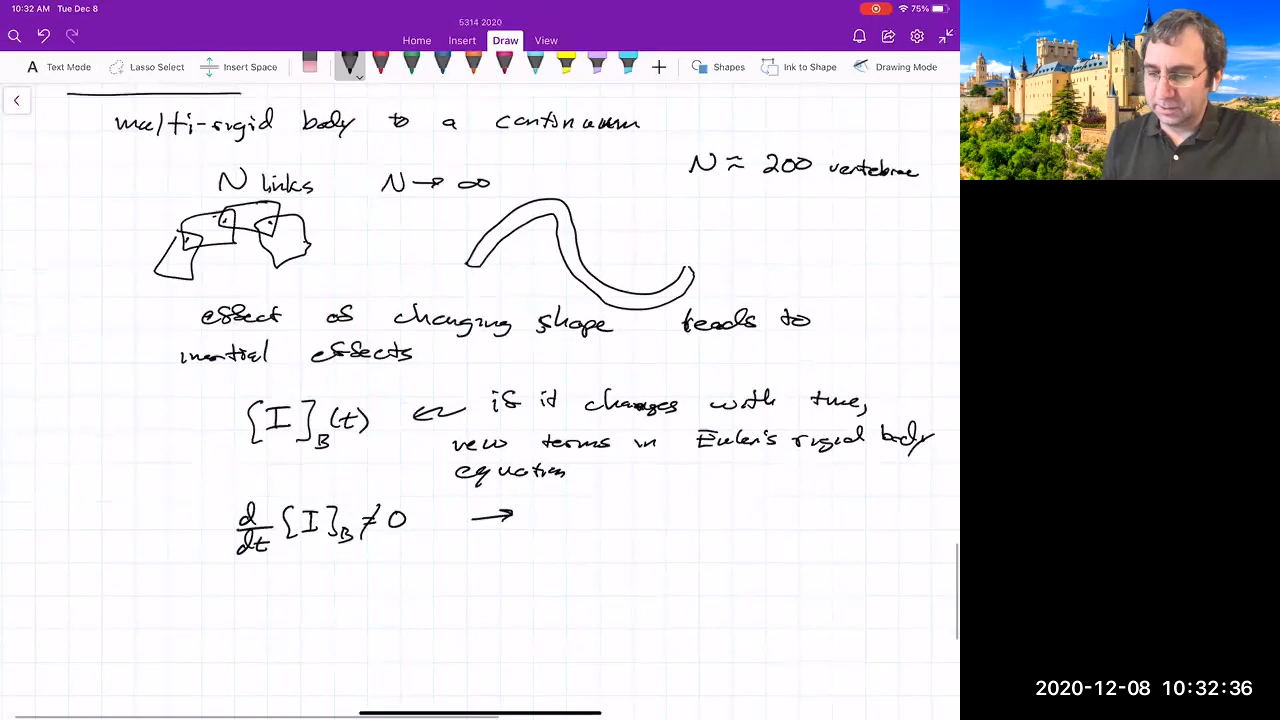 10:32 AM Tue Dec 8
75%
5314 2020
Home Insert Draw View
Text Mode Lasso Select Insert Space Shapes Ink to Shape Drawing Mode
multi-rigid body to a continuum
N ≈ 200 vertebrae
N links N → ∞
effect of changing shape leads to
inertial effects
[I]_B(t) ← if it changes with time,
new terms in Euler's rigid body
equation
d/dt [I]_B ≠ 0 →
2020-12-08 10:32:36